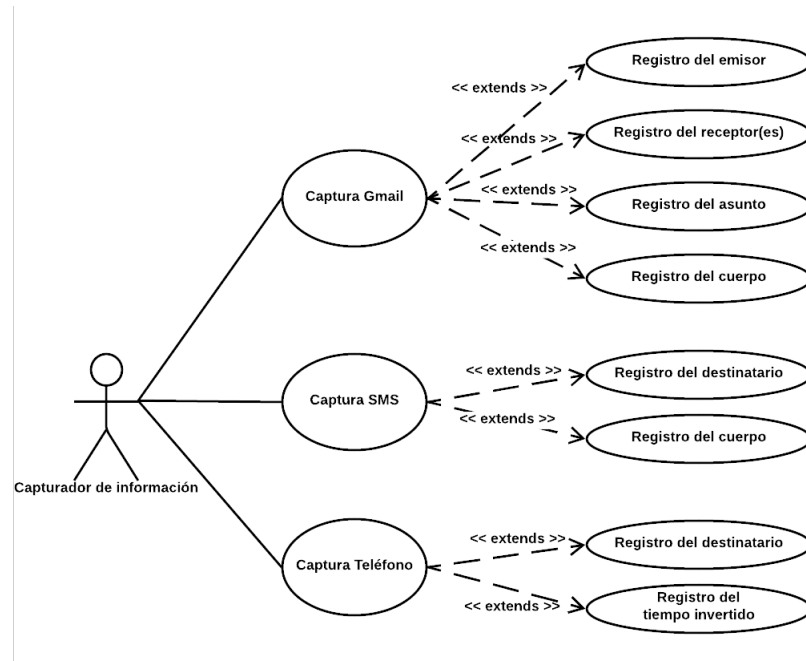 Registro del emisor
<< extends >>
Registro del receptor(es)
<< extends >>
Captura Gmail
<< extends >>
Registro del asunto
<< extends >>
Registro del cuerpo
<< extends >>
Registro del destinatario
Captura SMS
<< extends >>
Registro del cuerpo
Capturador de información
<< extends >>
Registro del destinatario
Captura Teléfono
<< extends >>
Registro del
tiempo invertido